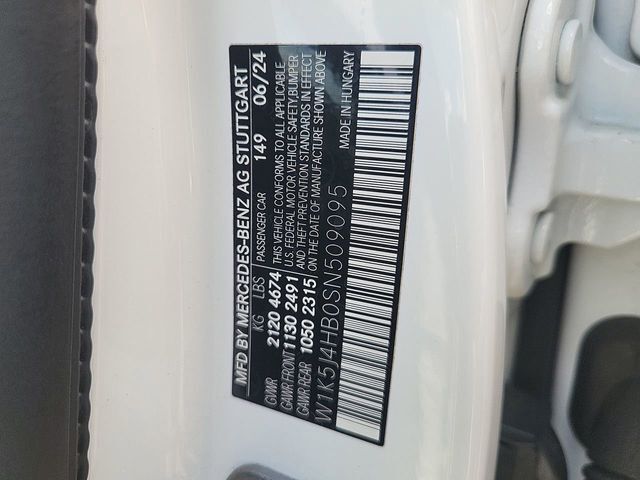 MFD BY MERCEDES-BENZ AG STUTTGART
KG LBS PASSENGER CAR 149 06/24
GVWR 2120 4674 THIS VEHICLE CONFORMS TO ALL APPLICABLE
GAWR FRONT 1130 2491 U.S. FEDERAL MOTOR VEHICLE SAFETY,BUMPER
GAWR REAR 1050 2315 AND THEFT PREVENTION STANDARDS IN EFFECT
ON THE DATE OF MANUFACTURE SHOWN ABOVE
W1K5J4HB0SN509095 MADE IN HUNGARY